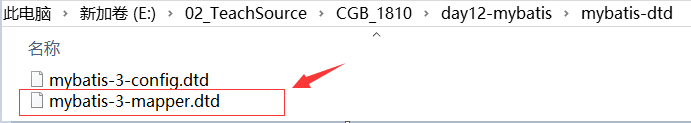 此电脑 > 新加卷 (E:) > 02_TeachSource > CGB_1810 > day12-mybatis > mybatis-dtd
名称
mybatis-3-config.dtd
mybatis-3-mapper.dtd